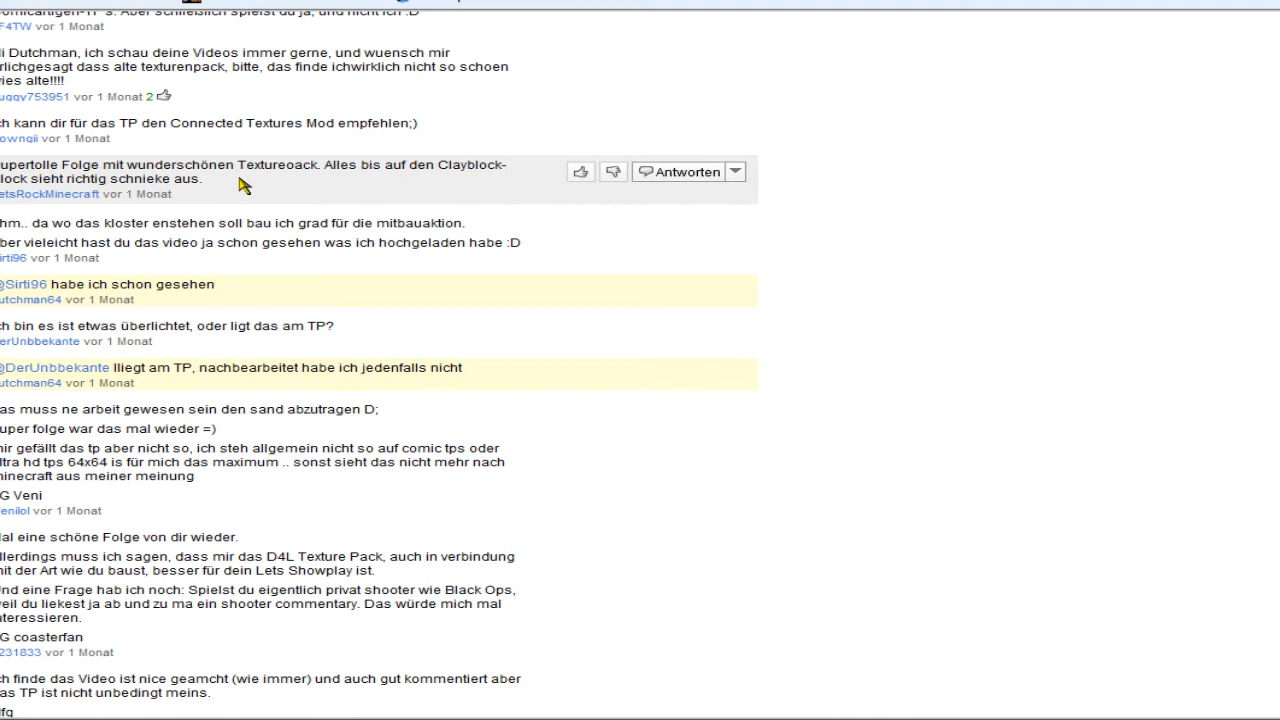 omicartigen-TP's. Aber schließlich spielst du ja, und nicht ich :D
F4TW vor 1 Monat
i Dutchman, ich schau deine Videos immer gerne, und wuensch mir
rlichgesagt dass alte texturenpack, bitte, das finde ichwirklich nicht so schoen
ies alte!!!!
uggy753951 vor 1 Monat 2
ch kann dir für das TP den Connected Textures Mod empfehlen;)
owngii vor 1 Monat
upertolle Folge mit wunderschönen Textureoack. Alles bis auf den Clayblock-
lock sieht richtig schnieke aus.
Antworten
etsRockMinecraft vor 1 Monat
hm.. da wo das kloster enstehen soll bau ich grad für die mitbauaktion.
ber vieleicht hast du das video ja schon gesehen was ich hochgeladen habe :D
irti96 vor 1 Monat
@Sirti96 habe ich schon gesehen
utchman64 vor 1 Monat
ch bin es ist etwas überlichtet, oder ligt das am TP?
erUnbbekante vor 1 Monat
@DerUnbbekante lliegt am TP, nachbearbeitet habe ich jedenfalls nicht
utchman64 vor 1 Monat
as muss ne arbeit gewesen sein den sand abzutragen D;
uper folge war das mal wieder =)
ir gefällt das tp aber nicht so, ich steh allgemein nicht so auf comic tps oder
ltra hd tps 64x64 is für mich das maximum .. sonst sieht das nicht mehr nach
minecraft aus meiner meinung
G Veni
enilol vor 1 Monat
al eine schöne Folge von dir wieder.
llerdings muss ich sagen, dass mir das D4L Texture Pack, auch in verbindung
it der Art wie du baust, besser für dein Lets Showplay ist.
nd eine Frage hab ich noch: Spielst du eigentlich privat shooter wie Black Ops,
eil du liekest ja ab und zu ma ein shooter commentary. Das würde mich mal
nteressieren.
G coasterfan
231833 vor 1 Monat
ch finde das Video ist nice geamcht (wie immer) und auch gut kommentiert aber
as TP ist nicht unbedingt meins.
lfg